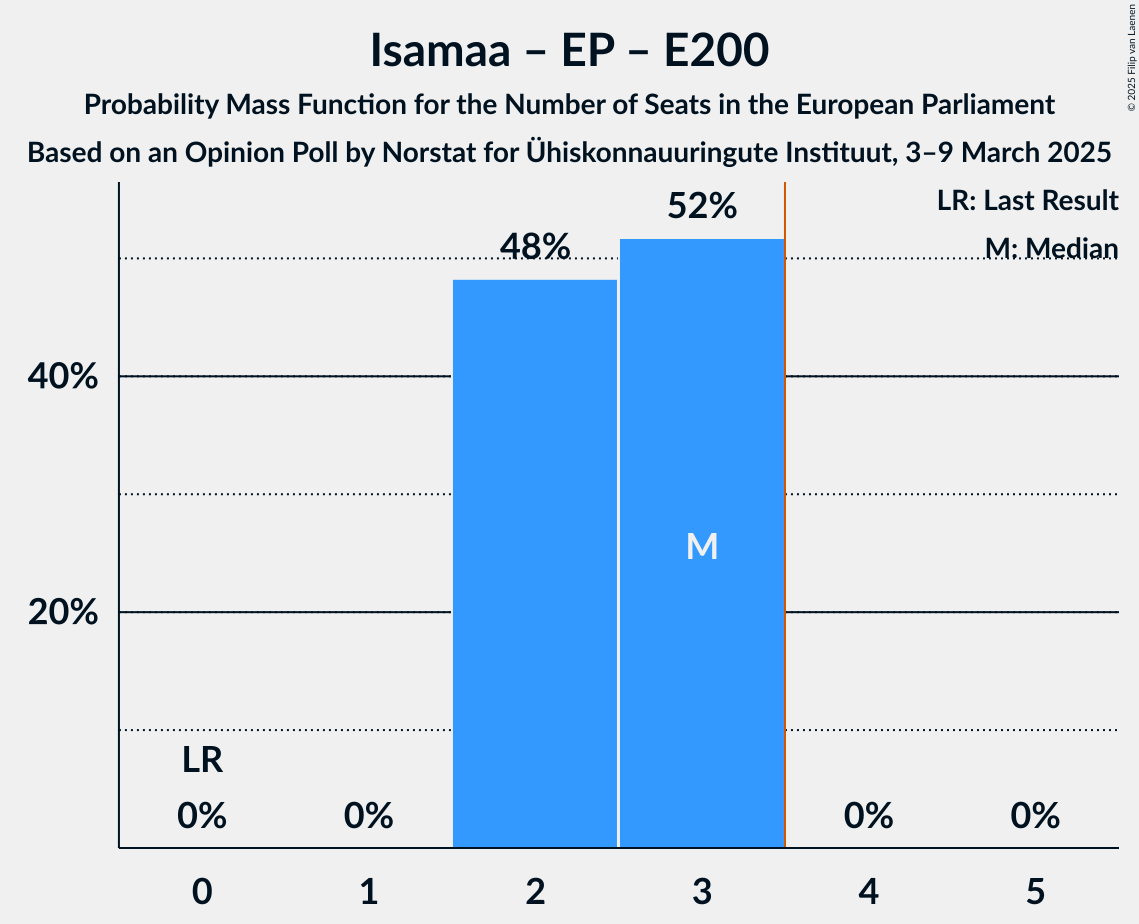 Isamaa – EP – E200
Probability Mass Function for the Number of Seats in the European Parliament
Based on an Opinion Poll by Norstat for Ühiskonnauuringute Instituut, 3–9 March 2025
© 2025 Filip van Laenen
LR: Last Result
M: Median
52%
48%
40%
20%
M
LR
0%
0%
0%
0%
0
1
2
3
4
5